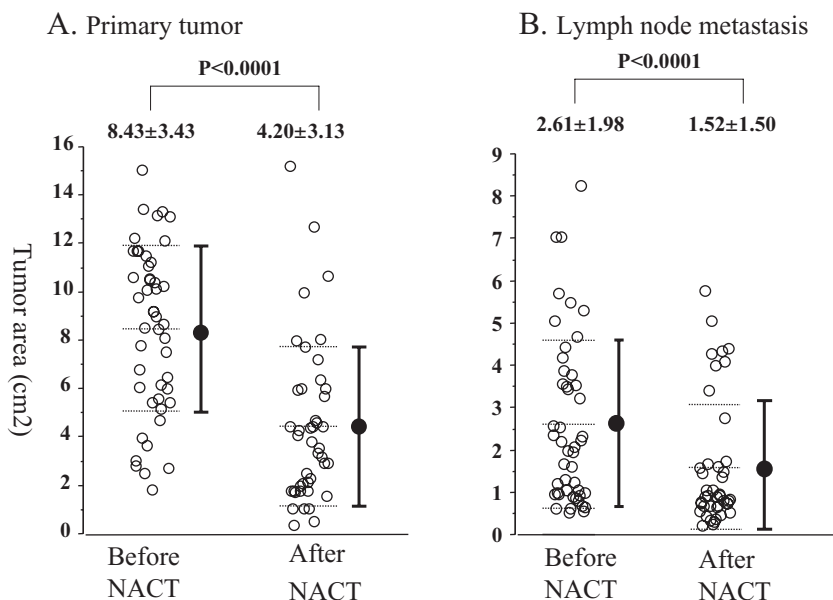 A. Primary tumor
P<0.0001
8.43±3.43 4.20±3.13
16
14
12
10
8
6
4
2
0
Tumor area (cm2)
Before NACT
After NACT
B. Lymph node metastasis
P<0.0001
2.61±1.98 1.52±1.50
9
8
7
6
5
4
3
2
1
0
Before NACT
After NACT